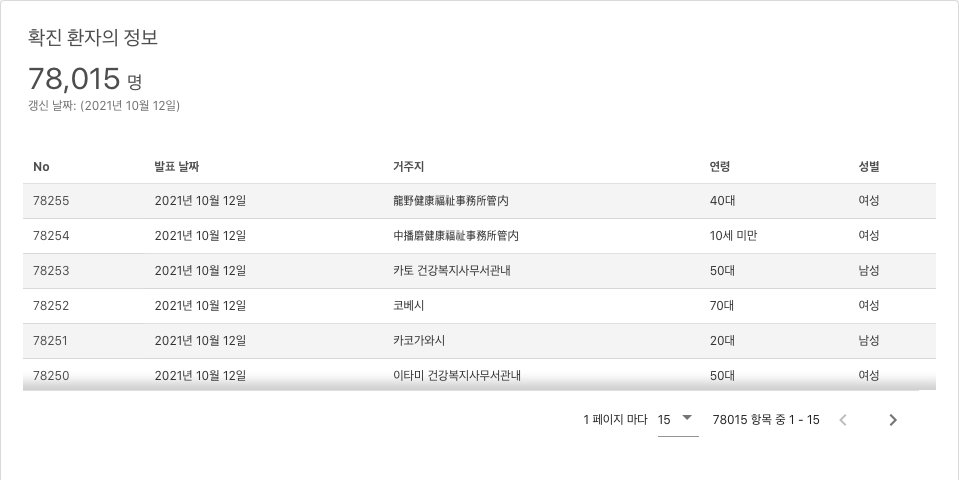 확진 환자의 정보
78,015 명
갱신 날짜: (2021년 10월 12일)
No 발표 날짜 거주지 연령 성별
78255 2021년 10월 12일 龍野健康福祉事務所管内 40대 여성
78254 2021년 10월 12일 中播磨健康福祉事務所管内 10세 미만 여성
78253 2021년 10월 12일 카토 건강복지사무서관내 50대 남성
78252 2021년 10월 12일 코베시 70대 여성
78251 2021년 10월 12일 카코가와시 20대 남성
78250 2021년 10월 12일 이타미 건강복지사무서관내 50대 여성
1 페이지 마다 15 78015 항목 중 1 - 15